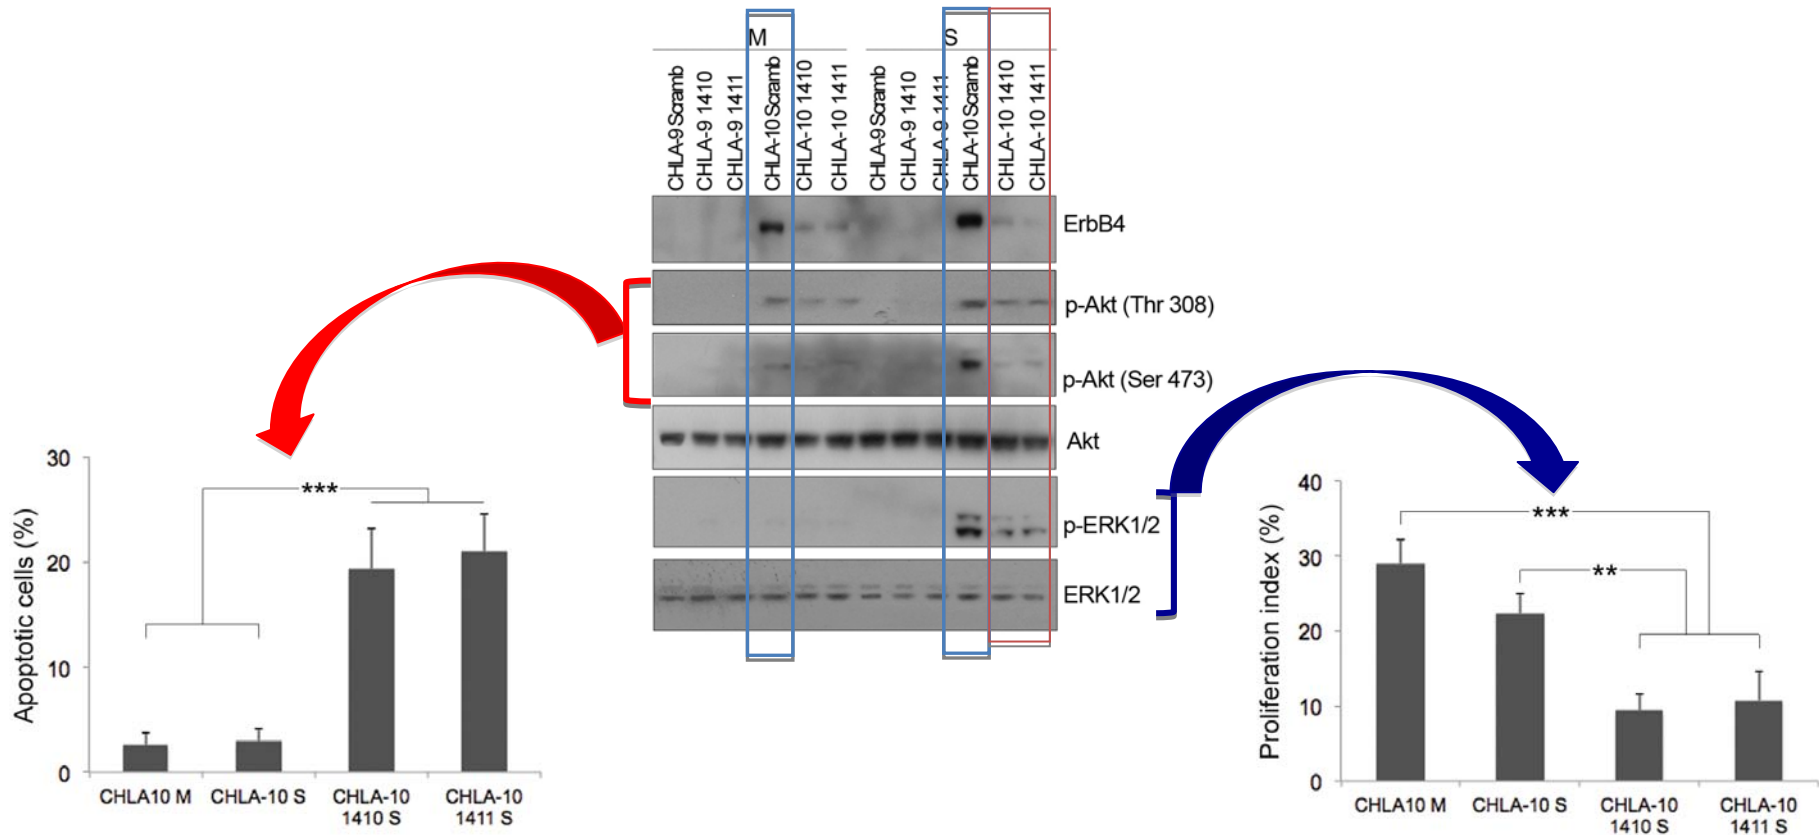 M
S
CHLA-9 Scramb
CHLA-9 1410
CHLA-9 1411
CHLA-10 Scramb
CHLA-10 1410
CHLA-10 1411
CHLA-9 Scramb
CHLA-9 1410
CHLA-9 1411
CHLA-10 Scramb
CHLA-10 1410
CHLA-10 1411
ErbB4
p-Akt (Thr 308)
p-Akt (Ser 473)
Akt
p-ERK1/2
ERK1/2
Apoptotic cells (%)
30
20
10
0
***
CHLA10 M
CHLA-10 S
CHLA-10
1410 S
CHLA-10
1411 S
Proliferation index (%)
40
30
20
10
0
***
**
CHLA10 M
CHLA-10 S
CHLA-10
1410 S
CHLA-10
1411 S